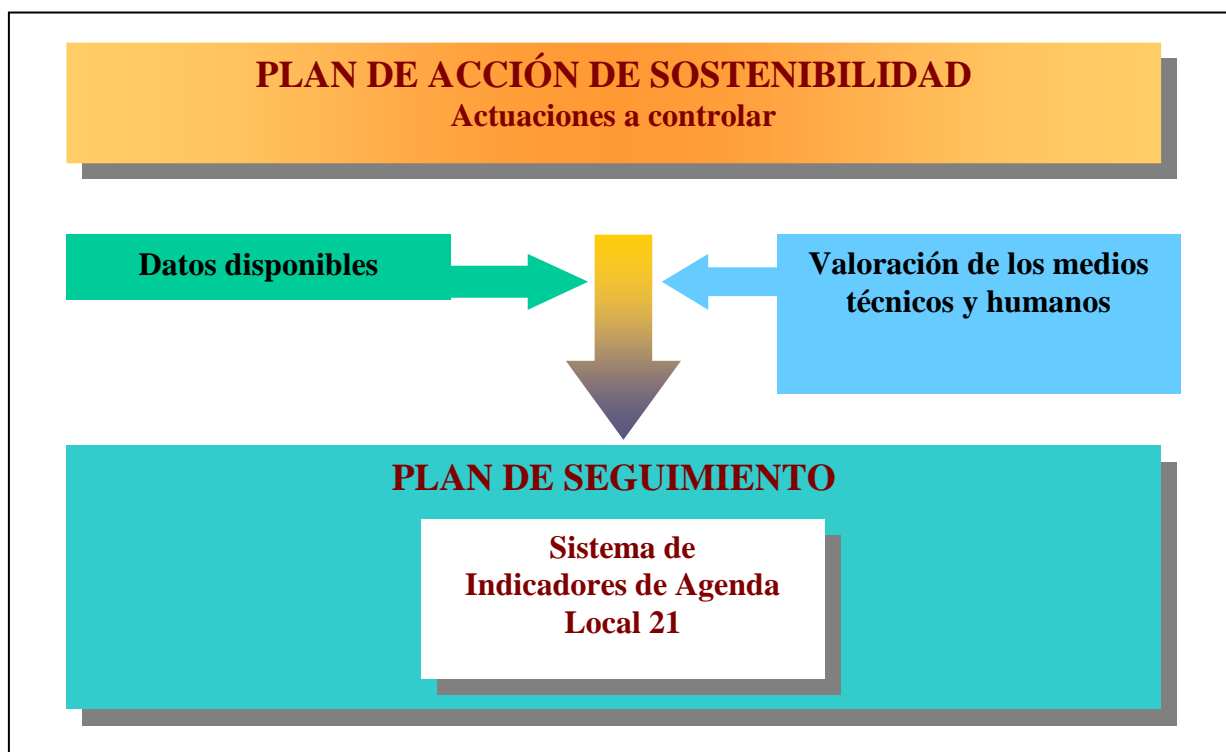 PLAN DE ACCIÓN DE SOSTENIBILIDAD
Actuaciones a controlar
Datos disponibles
Valoración de los medios
técnicos y humanos
PLAN DE SEGUIMIENTO
Sistema de
Indicadores de Agenda
Local 21